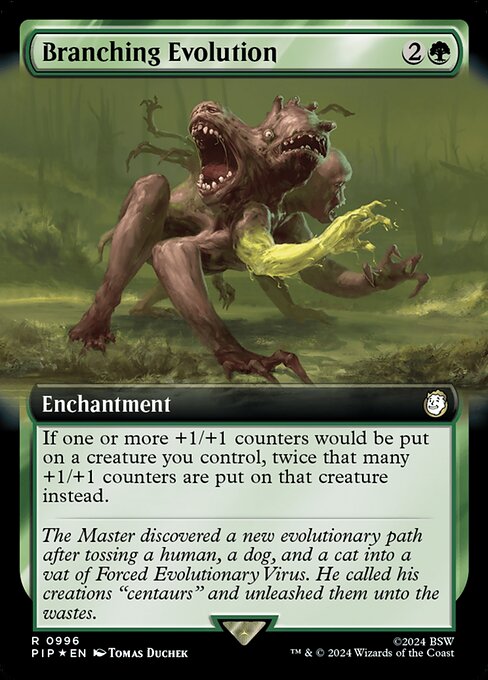 Branching Evolution 2
Enchantment
If one or more +1/+1 counters would be put
on a creature you control, twice that many
+1/+1 counters are put on that creature
instead.
The Master discovered a new evolutionary path
after tossing a human, a dog, and a cat into a
vat of Forced Evolutionary Virus. He called his
creations “centaurs” and unleashed them unto the
wastes.
R 0996 ©2024 BSW
PIP★EN Tomas Duchek ™ & © 2024 Wizards of the Coast